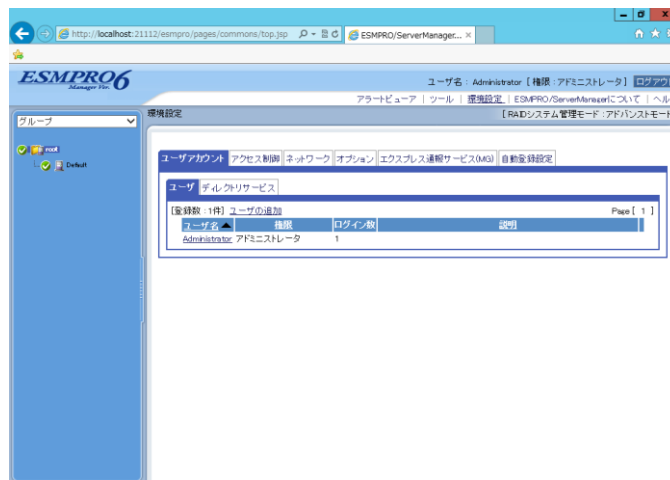 http://localhost:21112/esmpro/pages/commons/top.jsp
ESMPRO/ServerManager... ×
ESMPRO6
Manager Ver.
ユーザ名 : Administrator [ 権限 : アドミニストレータ ] ログアウ
アラートビューア | ツール | 環境設定 | ESMPRO/ServerManagerについて | ヘル
グループ
環境設定
[ RAIDシステム管理モード : アドバンストモード
root
Default
ユーザアカウント アクセス制御 ネットワーク オプション エクスプレス通報サービス(MG) 自動登録設定
ユーザ ディレクトリサービス
[登録数 : 1件] ユーザの追加
Page [ 1 ]
ユーザ名▲ 権限 ログイン数 説明
Administrator アドミニストレータ 1